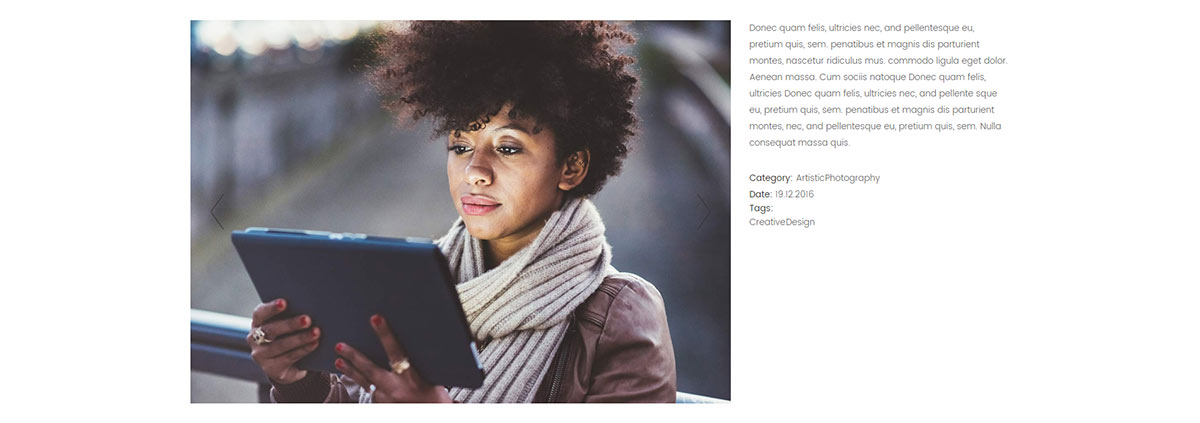 Donec quam felis, ultricies nec, and pellentesque eu,
pretium quis, sem. penatibus et magnis dis parturient
montes, nascetur ridiculus mus. commodo ligula eget dolor.
Aenean massa. Cum sociis natoque Donec quam felis,
ultricies Donec quam felis, ultricies nec, and pellente sque
eu, pretium quis, sem. penatibus et magnis dis parturient
montes, nec, and pellentesque eu, pretium quis, sem. Nulla
consequat massa quis.
Category: ArtisticPhotography
Date: 19.12.2016
Tags:
CreativeDesign